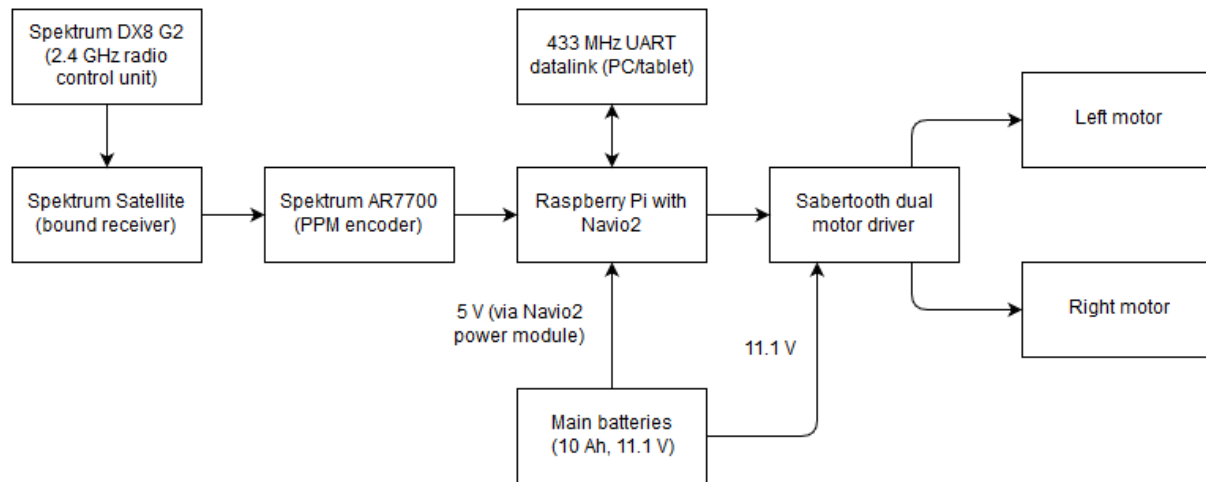 Spektrum DX8 G2
(2.4 GHz radio
control unit)
433 MHz UART
datalink (PC/tablet)
Left motor
Spektrum Satellite
(bound receiver)
Spektrum AR7700
(PPM encoder)
Raspberry Pi with
Navio2
Sabertooth dual
motor driver
Right motor
5 V (via Navio2
power module)
11.1 V
Main batteries
(10 Ah, 11.1 V)